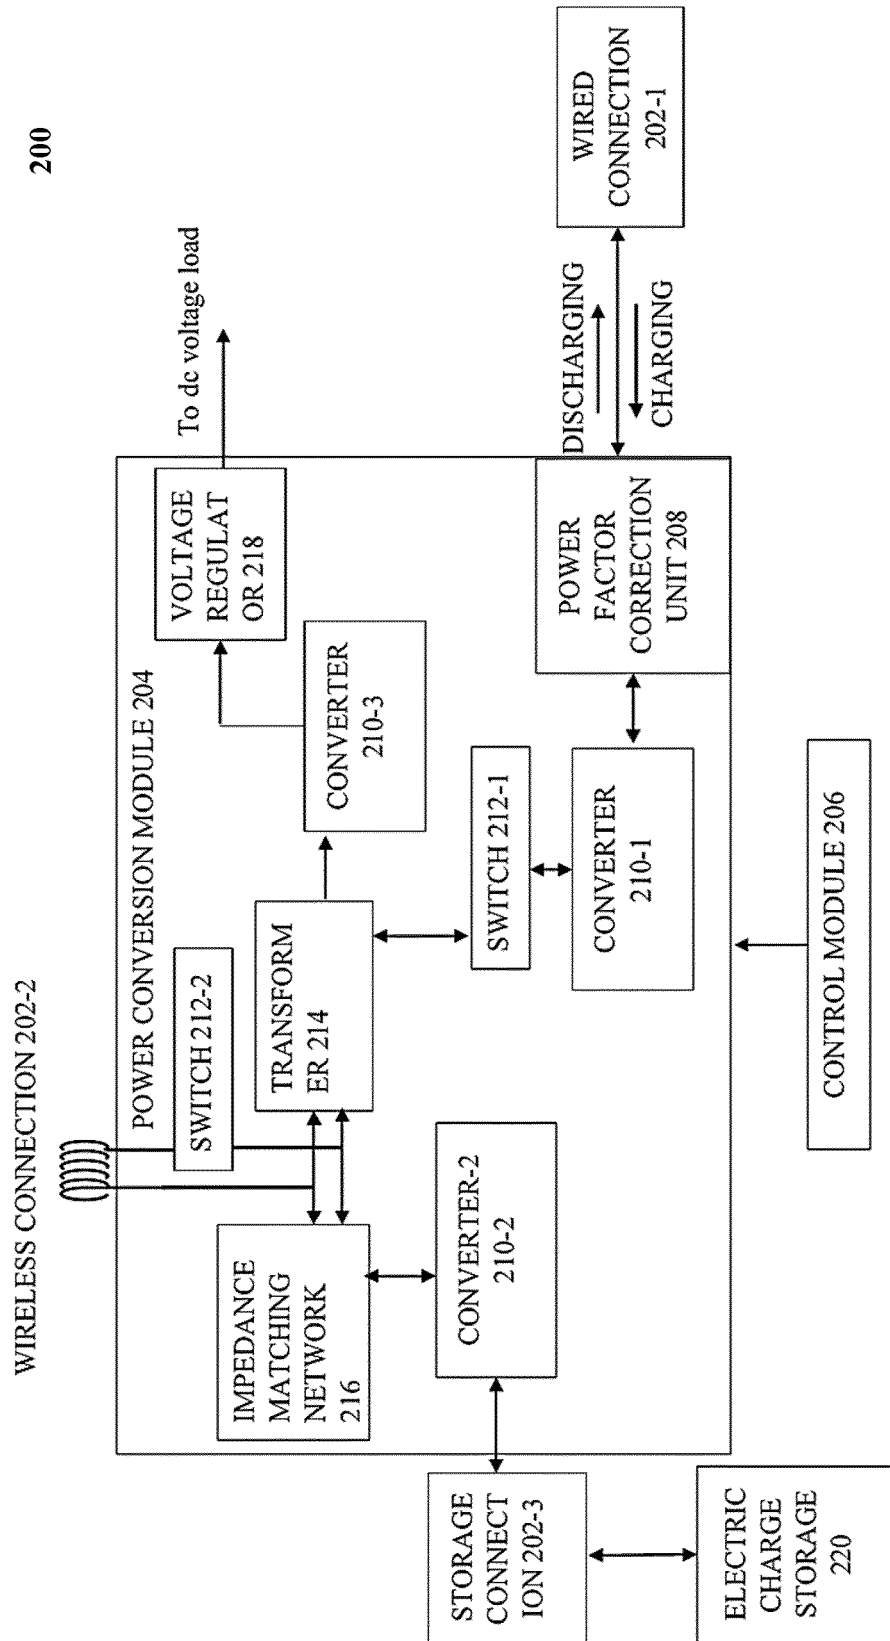 200
WIRELESS CONNECTION 202-2
POWER CONVERSION MODULE 204
SWITCH 212-2
To dc voltage load
VOLTAGE
REGULAT
OR 218
IMPEDANCE
MATCHING
NETWORK
216
TRANSFORM
ER 214
CONVERTER
210-3
STORAGE
CONNECT
ION 202-3
CONVERTER-2
210-2
SWITCH 212-1
CONVERTER
210-1
POWER
FACTOR
CORRECTION
UNIT 208
DISCHARGING
CHARGING
WIRED
CONNECTION
202-1
ELECTRIC
CHARGE
STORAGE
220
CONTROL MODULE 206